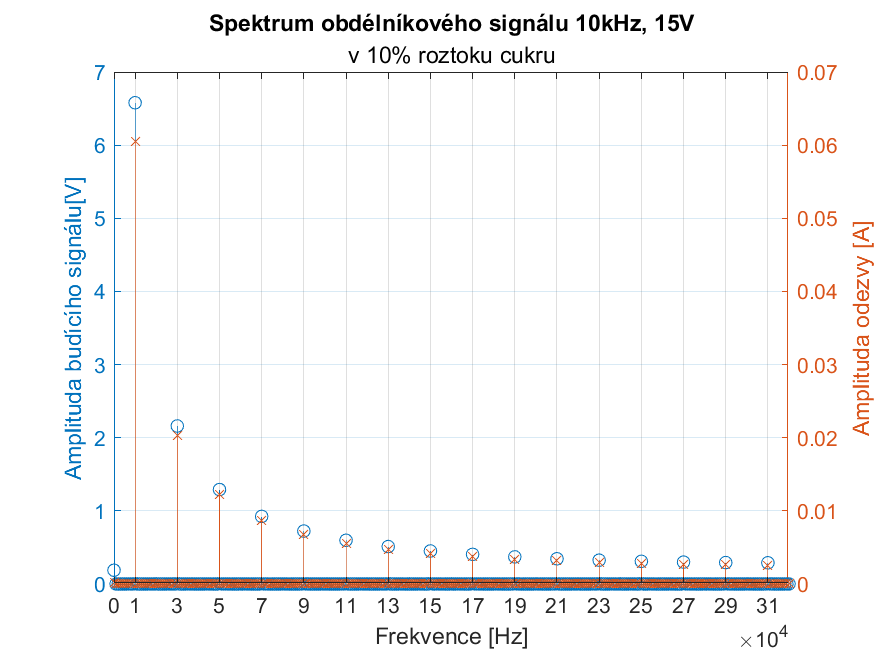 Spektrum obdélníkového signálu 10kHz, 15V
v 10% roztoku cukru
7
6
5
4
3
2
1
0
Amplituda budícího signálu[V]
0.07
0.06
0.05
0.04
0.03
0.02
0.01
0
Amplituda odezvy [A]
0 1 3 5 7 9 11 13 15 17 19 21 23 25 27 29 31
Frekvence [Hz]
×10⁴